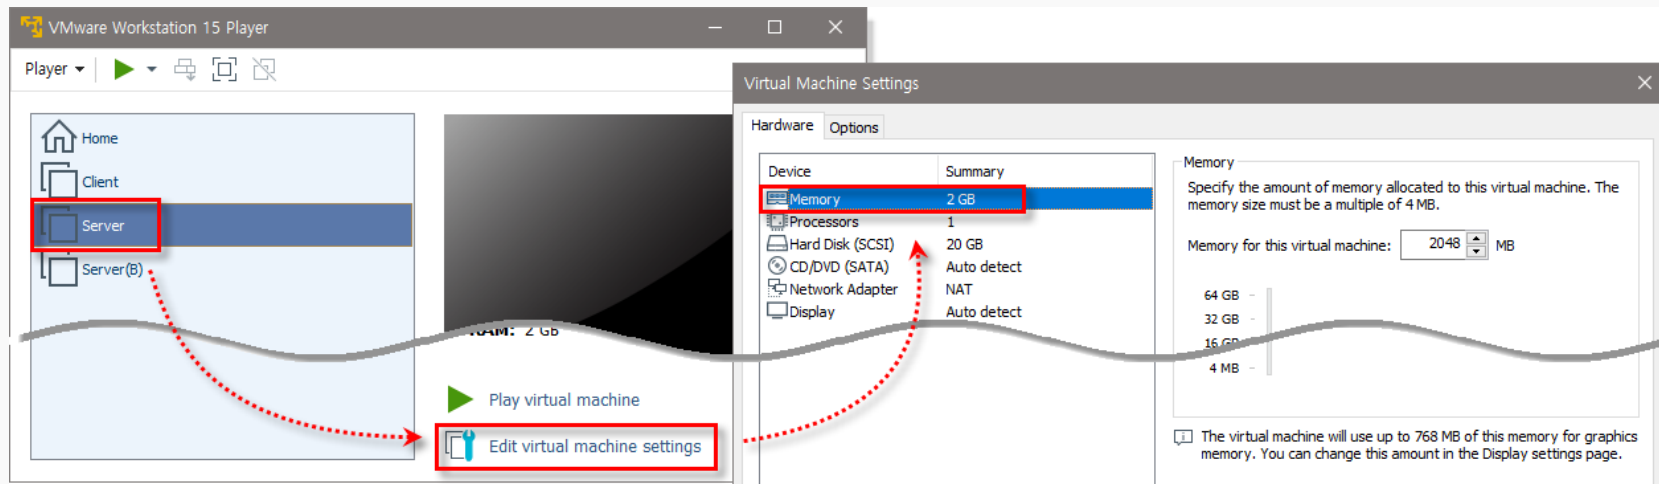 VMware Workstation 15 Player
Player
Home
Client
Server
Server(B)
RAM: 2 GB
Play virtual machine
Edit virtual machine settings
Virtual Machine Settings
Hardware Options
Device Summary
Memory 2 GB
Processors 1
Hard Disk (SCSI) 20 GB
CD/DVD (SATA) Auto detect
Network Adapter NAT
Display Auto detect
Memory
Specify the amount of memory allocated to this virtual machine. The
memory size must be a multiple of 4 MB.
Memory for this virtual machine: 2048 MB
64 GB
32 GB
16 GB
4 MB
The virtual machine will use up to 768 MB of this memory for graphics
memory. You can change this amount in the Display settings page.